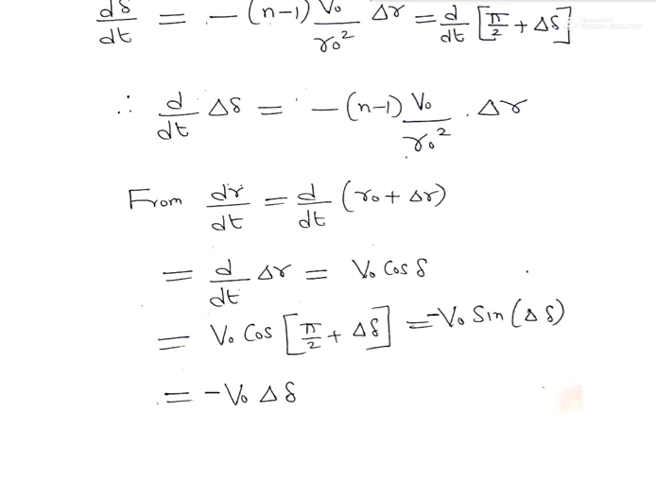 dδ/dt = -(n-1) V₀/r₀² Δr = d/dt [π/2 + Δδ]
∴ d/dt Δδ = -(n-1) V₀/r₀² . Δr
From dr/dt = d/dt (r₀ + Δr)
= d/dt Δr = V₀ Cos δ
= V₀ Cos [π/2 + Δδ] = -V₀ Sin (Δδ)
= -V₀ Δδ